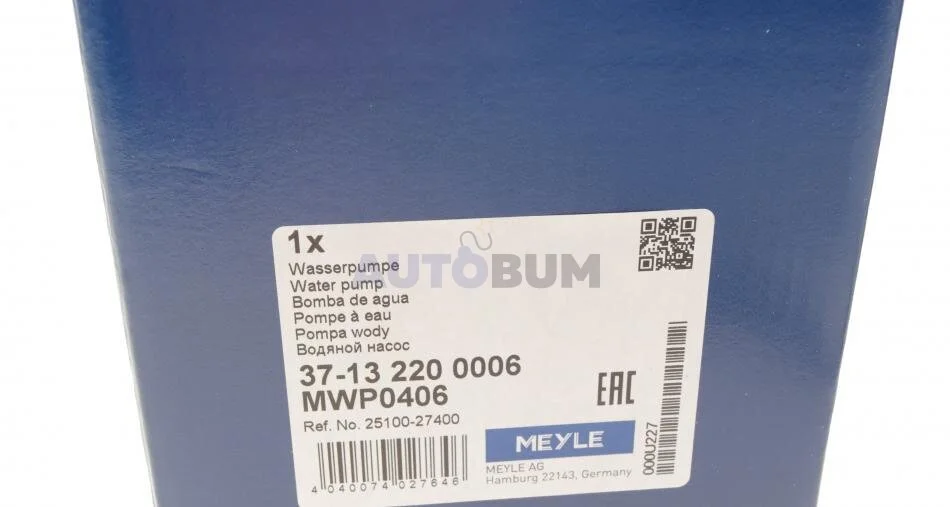 1x
Wasserpumpe
Water pump
Bomba de agua
Pompe à eau
Pompa wody
Водяной насос
AUTOBUM
37-13 220 0006
MWP0406
Ref. No. 25100-27400
EAC
000U227
MEYLE
MEYLE AG
Hamburg 22143, Germany
4 040074 027646